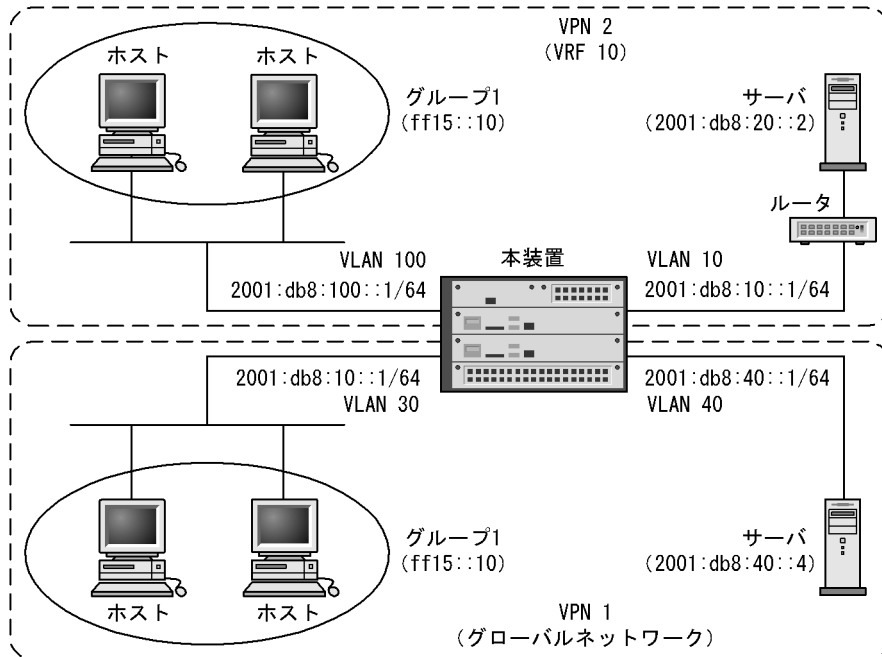 VPN 2
(VRF 10)
ホスト
ホスト
グループ1
(ff15::10)
サーバ
(2001:db8:20::2)
ルータ
VLAN 100
本装置
VLAN 10
2001:db8:100::1/64
2001:db8:10::1/64
2001:db8:10::1/64
2001:db8:40::1/64
VLAN 30
VLAN 40
グループ1
(ff15::10)
サーバ
(2001:db8:40::4)
ホスト
ホスト
VPN 1
(グローバルネットワーク)